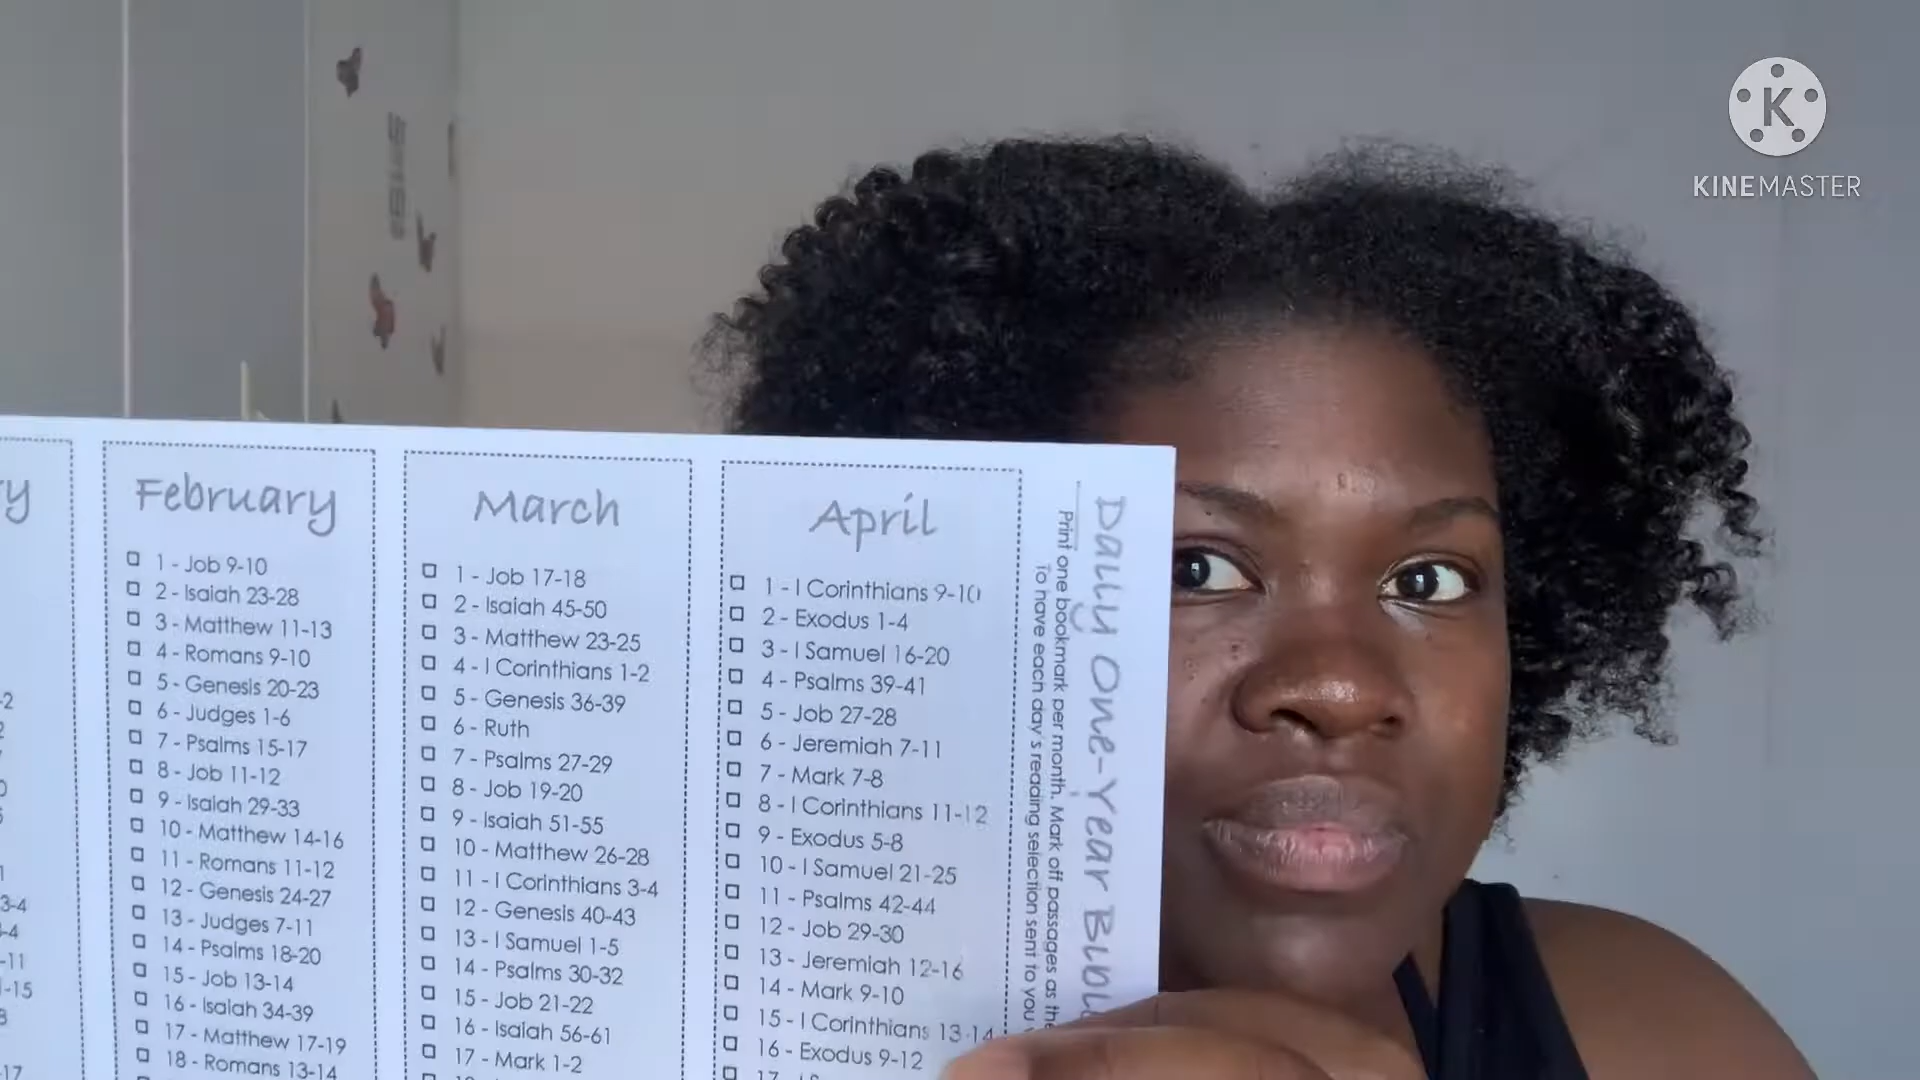 KINEMASTER
February
1 - Job 9-10
2 - Isaiah 23-28
3 - Matthew 11-13
4 - Romans 9-10
5 - Genesis 20-23
6 - Judges 1-6
7 - Psalms 15-17
8 - Job 11-12
9 - Isaiah 29-33
10 - Matthew 14-16
11 - Romans 11-12
12 - Genesis 24-27
13 - Judges 7-11
14 - Psalms 18-20
15 - Job 13-14
16 - Isaiah 34-39
17 - Matthew 17-19
18 - Romans 13-14
March
1 - Job 17-18
2 - Isaiah 45-50
3 - Matthew 23-25
4 - I Corinthians 1-2
5 - Genesis 36-39
6 - Ruth
7 - Psalms 27-29
8 - Job 19-20
9 - Isaiah 51-55
10 - Matthew 26-28
11 - I Corinthians 3-4
12 - Genesis 40-43
13 - I Samuel 1-5
14 - Psalms 30-32
15 - Job 21-22
16 - Isaiah 56-61
17 - Mark 1-2
April
1 - I Corinthians 9-10
2 - Exodus 1-4
3 - I Samuel 16-20
4 - Psalms 39-41
5 - Job 27-28
6 - Jeremiah 7-11
7 - Mark 7-8
8 - I Corinthians 11-12
9 - Exodus 5-8
10 - I Samuel 21-25
11 - Psalms 42-44
12 - Job 29-30
13 - Jeremiah 12-16
14 - Mark 9-10
15 - I Corinthians 13-14
16 - Exodus 9-12
Daily One-Year Bibl
Print one bookmark per month. Mark off passages as the
To have each day's reading selection sent to you